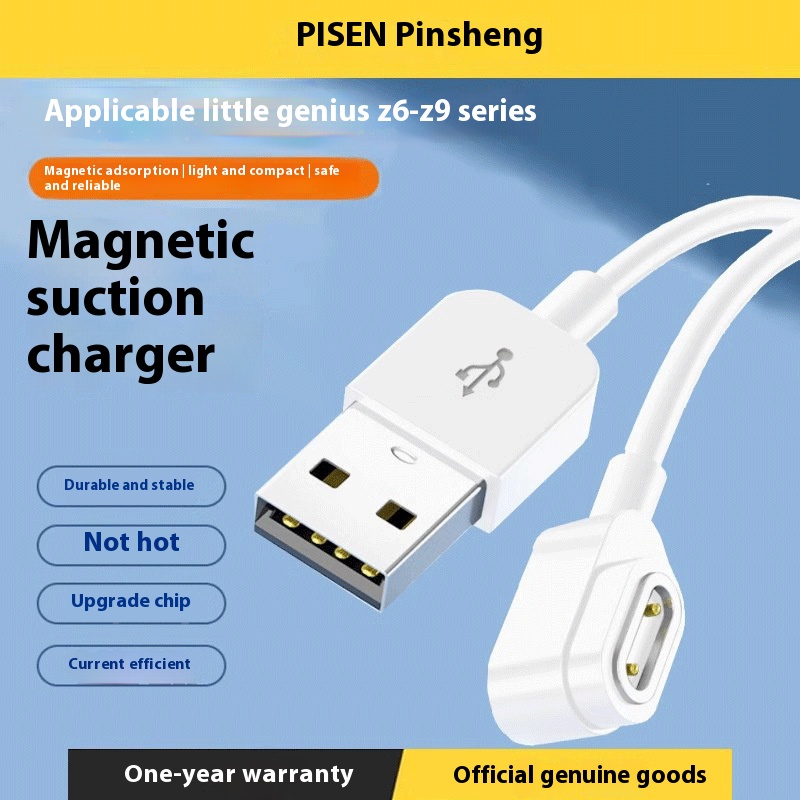 PISEN Pinsheng
Applicable little genius z6-z9 series
Magnetic adsorption | light and compact | safe
and reliable
Magnetic
suction
charger
Durable and stable
Not hot
Upgrade chip
Current efficient
One-year warranty
Official genuine goods